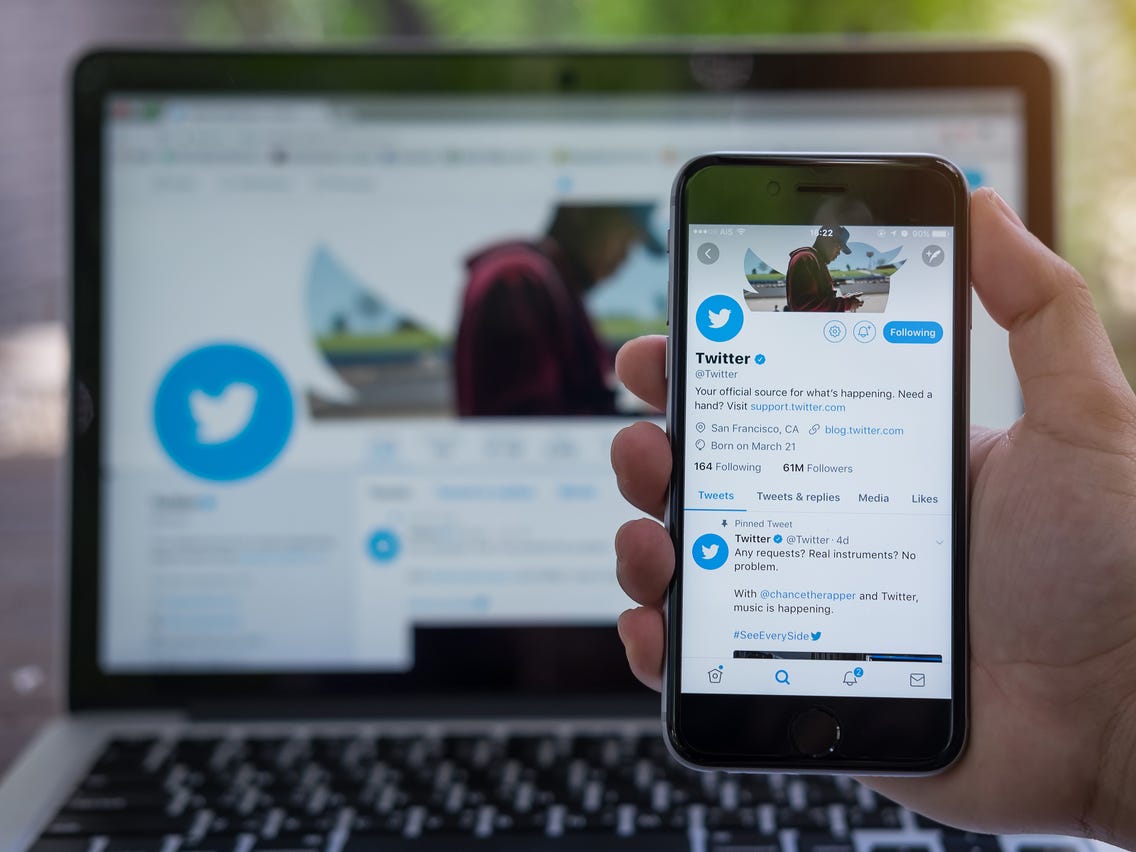 AIS 16:22 90%
Following
Twitter
@Twitter
Your official source for what's happening. Need a
hand? Visit support.twitter.com
San Francisco, CA blog.twitter.com
Born on March 21
164 Following 61M Followers
Tweets Tweets & replies Media Likes
Pinned Tweet
Twitter @Twitter · 4d
Any requests? Real instruments? No
problem.
With @chancetherapper and Twitter,
music is happening.
#SeeEverySide
2